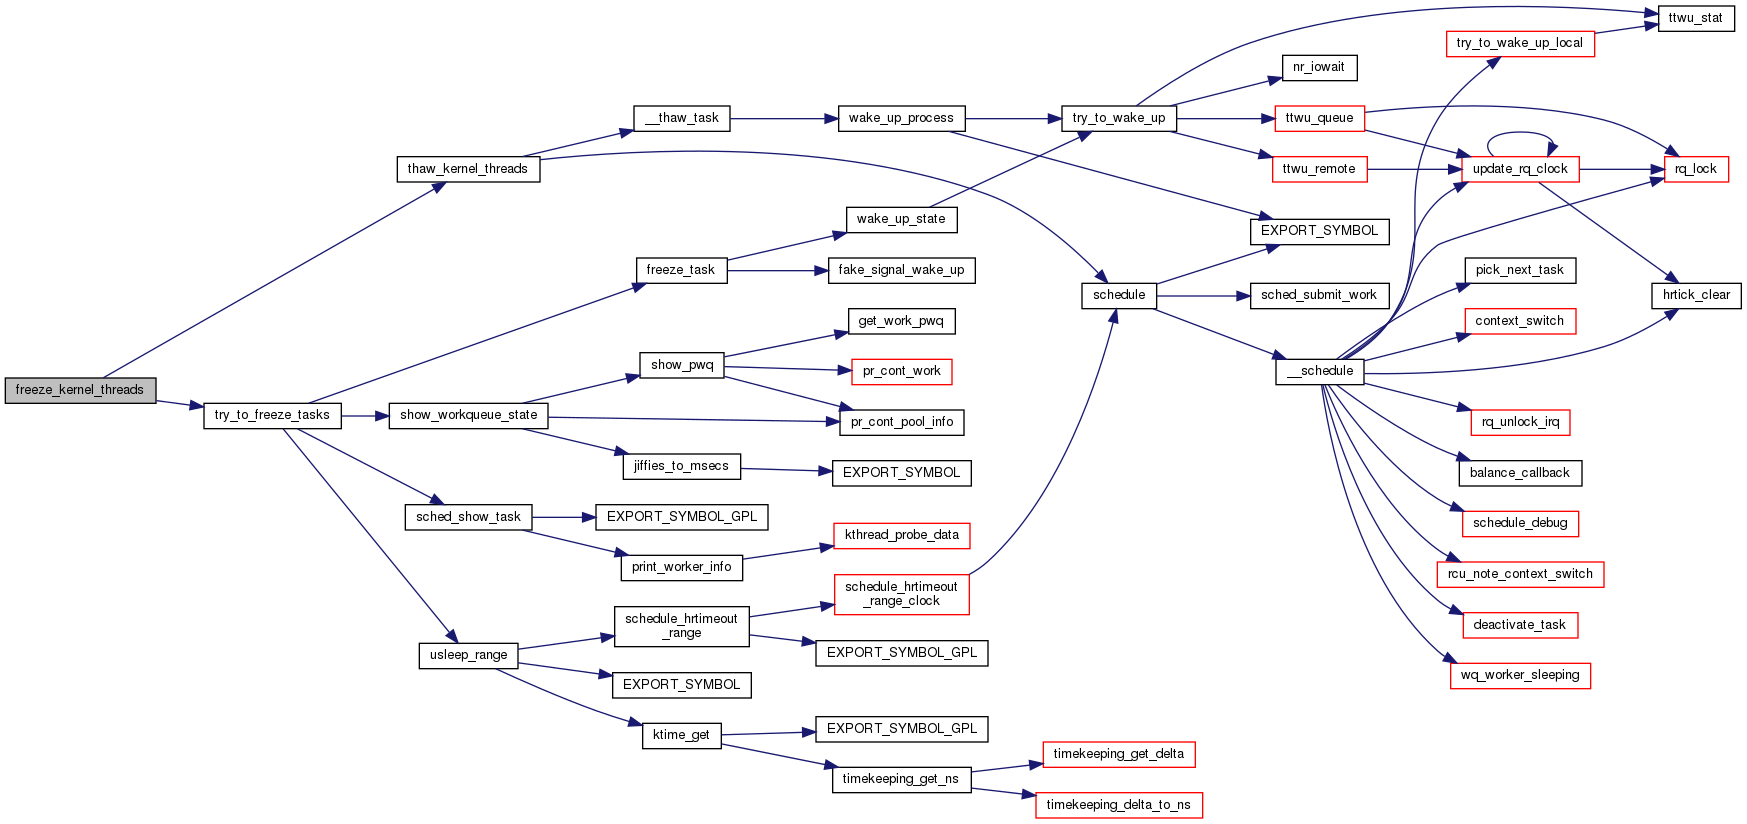 freeze_kernel_threads
thaw_kernel_threads
try_to_freeze_tasks
__thaw_task
freeze_task
show_workqueue_state
sched_show_task
usleep_range
wake_up_process
wake_up_state
fake_signal_wake_up
show_pwq
get_work_pwq
pr_cont_work
pr_cont_pool_info
jiffies_to_msecs
EXPORT_SYMBOL
EXPORT_SYMBOL_GPL
print_worker_info
kthread_probe_data
schedule_hrtimeout
_range
schedule_hrtimeout
_range_clock
EXPORT_SYMBOL_GPL
EXPORT_SYMBOL
ktime_get
EXPORT_SYMBOL_GPL
timekeeping_get_ns
timekeeping_get_delta
timekeeping_delta_to_ns
try_to_wake_up
schedule
nr_iowait
ttwu_queue
ttwu_remote
EXPORT_SYMBOL
sched_submit_work
__schedule
ttwu_stat
try_to_wake_up_local
update_rq_clock
rq_lock
pick_next_task
hrtick_clear
context_switch
rq_unlock_irq
balance_callback
schedule_debug
rcu_note_context_switch
deactivate_task
wq_worker_sleeping